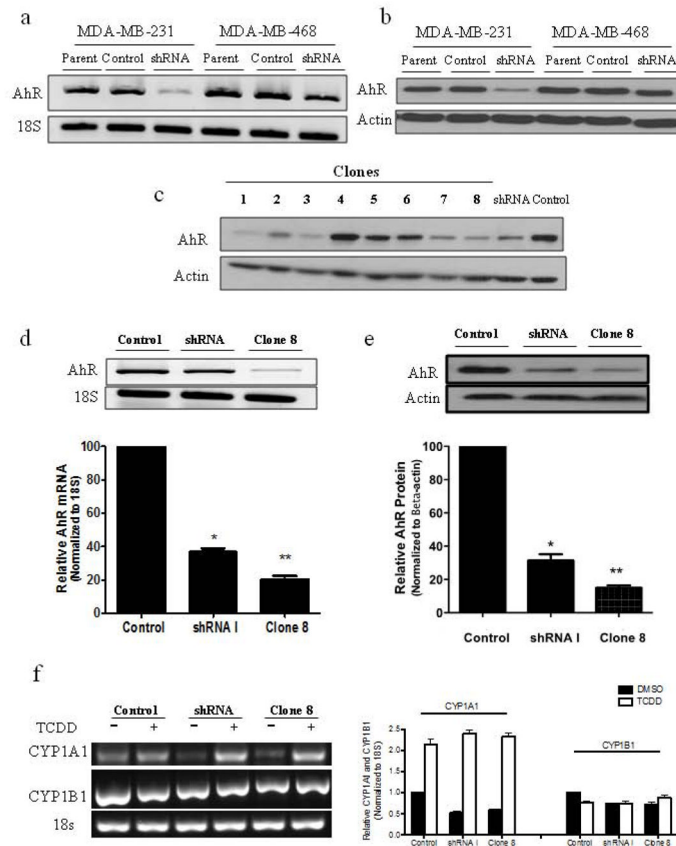 a
MDA-MB-231 MDA-MB-468
Parent Control shRNA Parent Control shRNA
AhR
18S
b
MDA-MB-231 MDA-MB-468
Parent Control shRNA Parent Control shRNA
AhR
Actin
Clones
c
1 2 3 4 5 6 7 8 shRNA Control
AhR
Actin
d
Control shRNA Clone 8
AhR
18S
Relative AhR mRNA
(Normalized to 18S)
100
80
60
40
20
0
*
**
Control shRNA I Clone 8
e
Control shRNA Clone 8
AhR
Actin
Relative AhR Protein
(Normalized to Beta-actin)
100
80
60
40
20
0
*
**
Control shRNA I Clone 8
f
Control shRNA Clone 8
TCDD − + − + − +
CYP1A1
CYP1B1
18s
DMSO
TCDD
CYP1A1
CYP1B1
Relative CYP1A1 and CYP1B1
(Normalized to 18S)
2.5
2.0
1.5
1.0
0.5
0.0
Control shRNA I Clone 8 Control shRNA I Clone 8